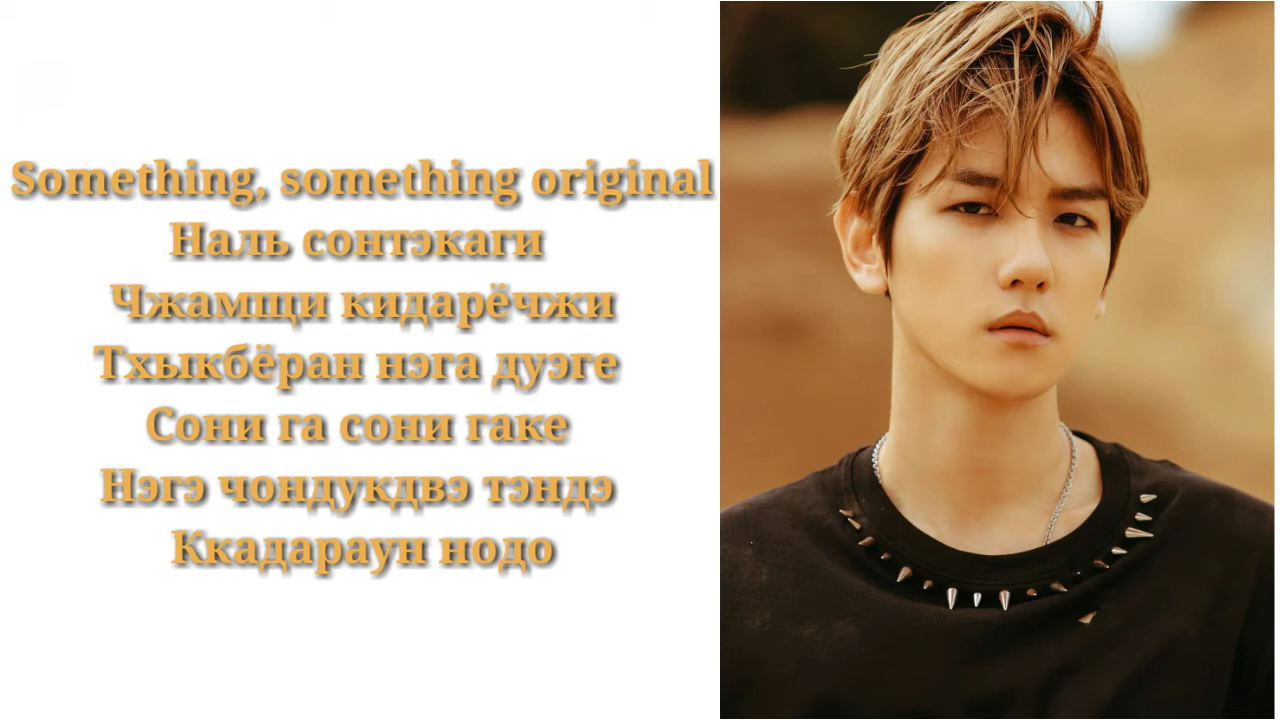 Something, something original
Наль сонтэкаги
Чжамщи кидарёчжи
Тхыкбёран нэга дуэге
Сони га сони гаке
Нэгэ чондукдвэ тэндэ
Ккадараун нодо